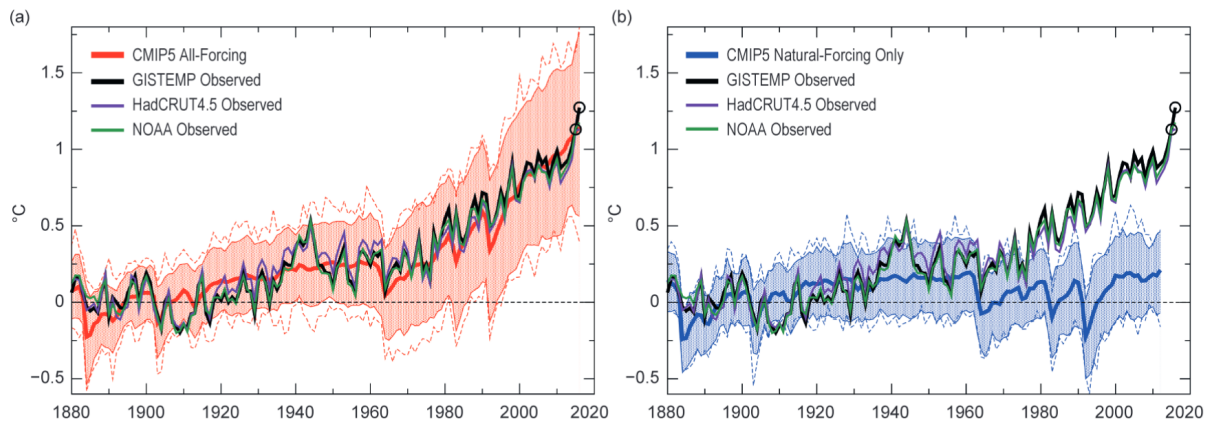 (a)
CMIP5 All-Forcing
GISTEMP Observed
HadCRUT4.5 Observed
NOAA Observed
°C
1.5
1
0.5
0
−0.5
1880 1900 1920 1940 1960 1980 2000 2020
(b)
CMIP5 Natural-Forcing Only
GISTEMP Observed
HadCRUT4.5 Observed
NOAA Observed
°C
1.5
1
0.5
0
−0.5
1880 1900 1920 1940 1960 1980 2000 2020